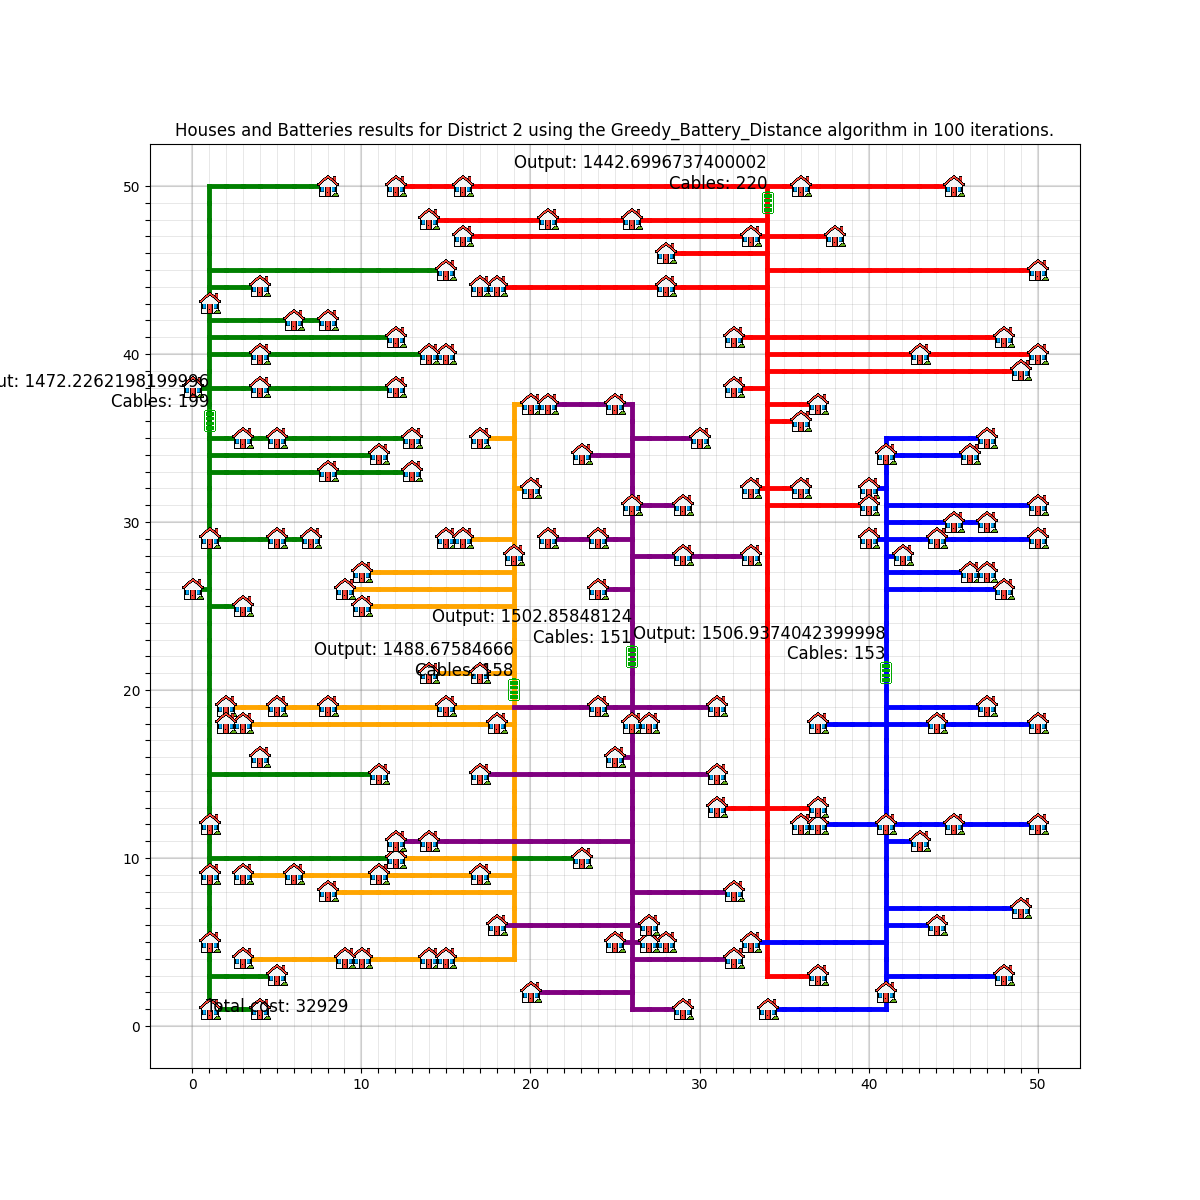 Houses and Batteries results for District 2 using the Greedy_Battery_Distance algorithm in 100 iterations.
Output: 1442.6996737400002
Cables: 220
ut: 1472.2262198199996
Cables: 199
Output: 1502.85848124
Cables: 151
Output: 1506.9374042399998
Cables: 153
Output: 1488.67584666
Cables: 158
Total cost: 32929
50
40
30
20
10
0
0 10 20 30 40 50